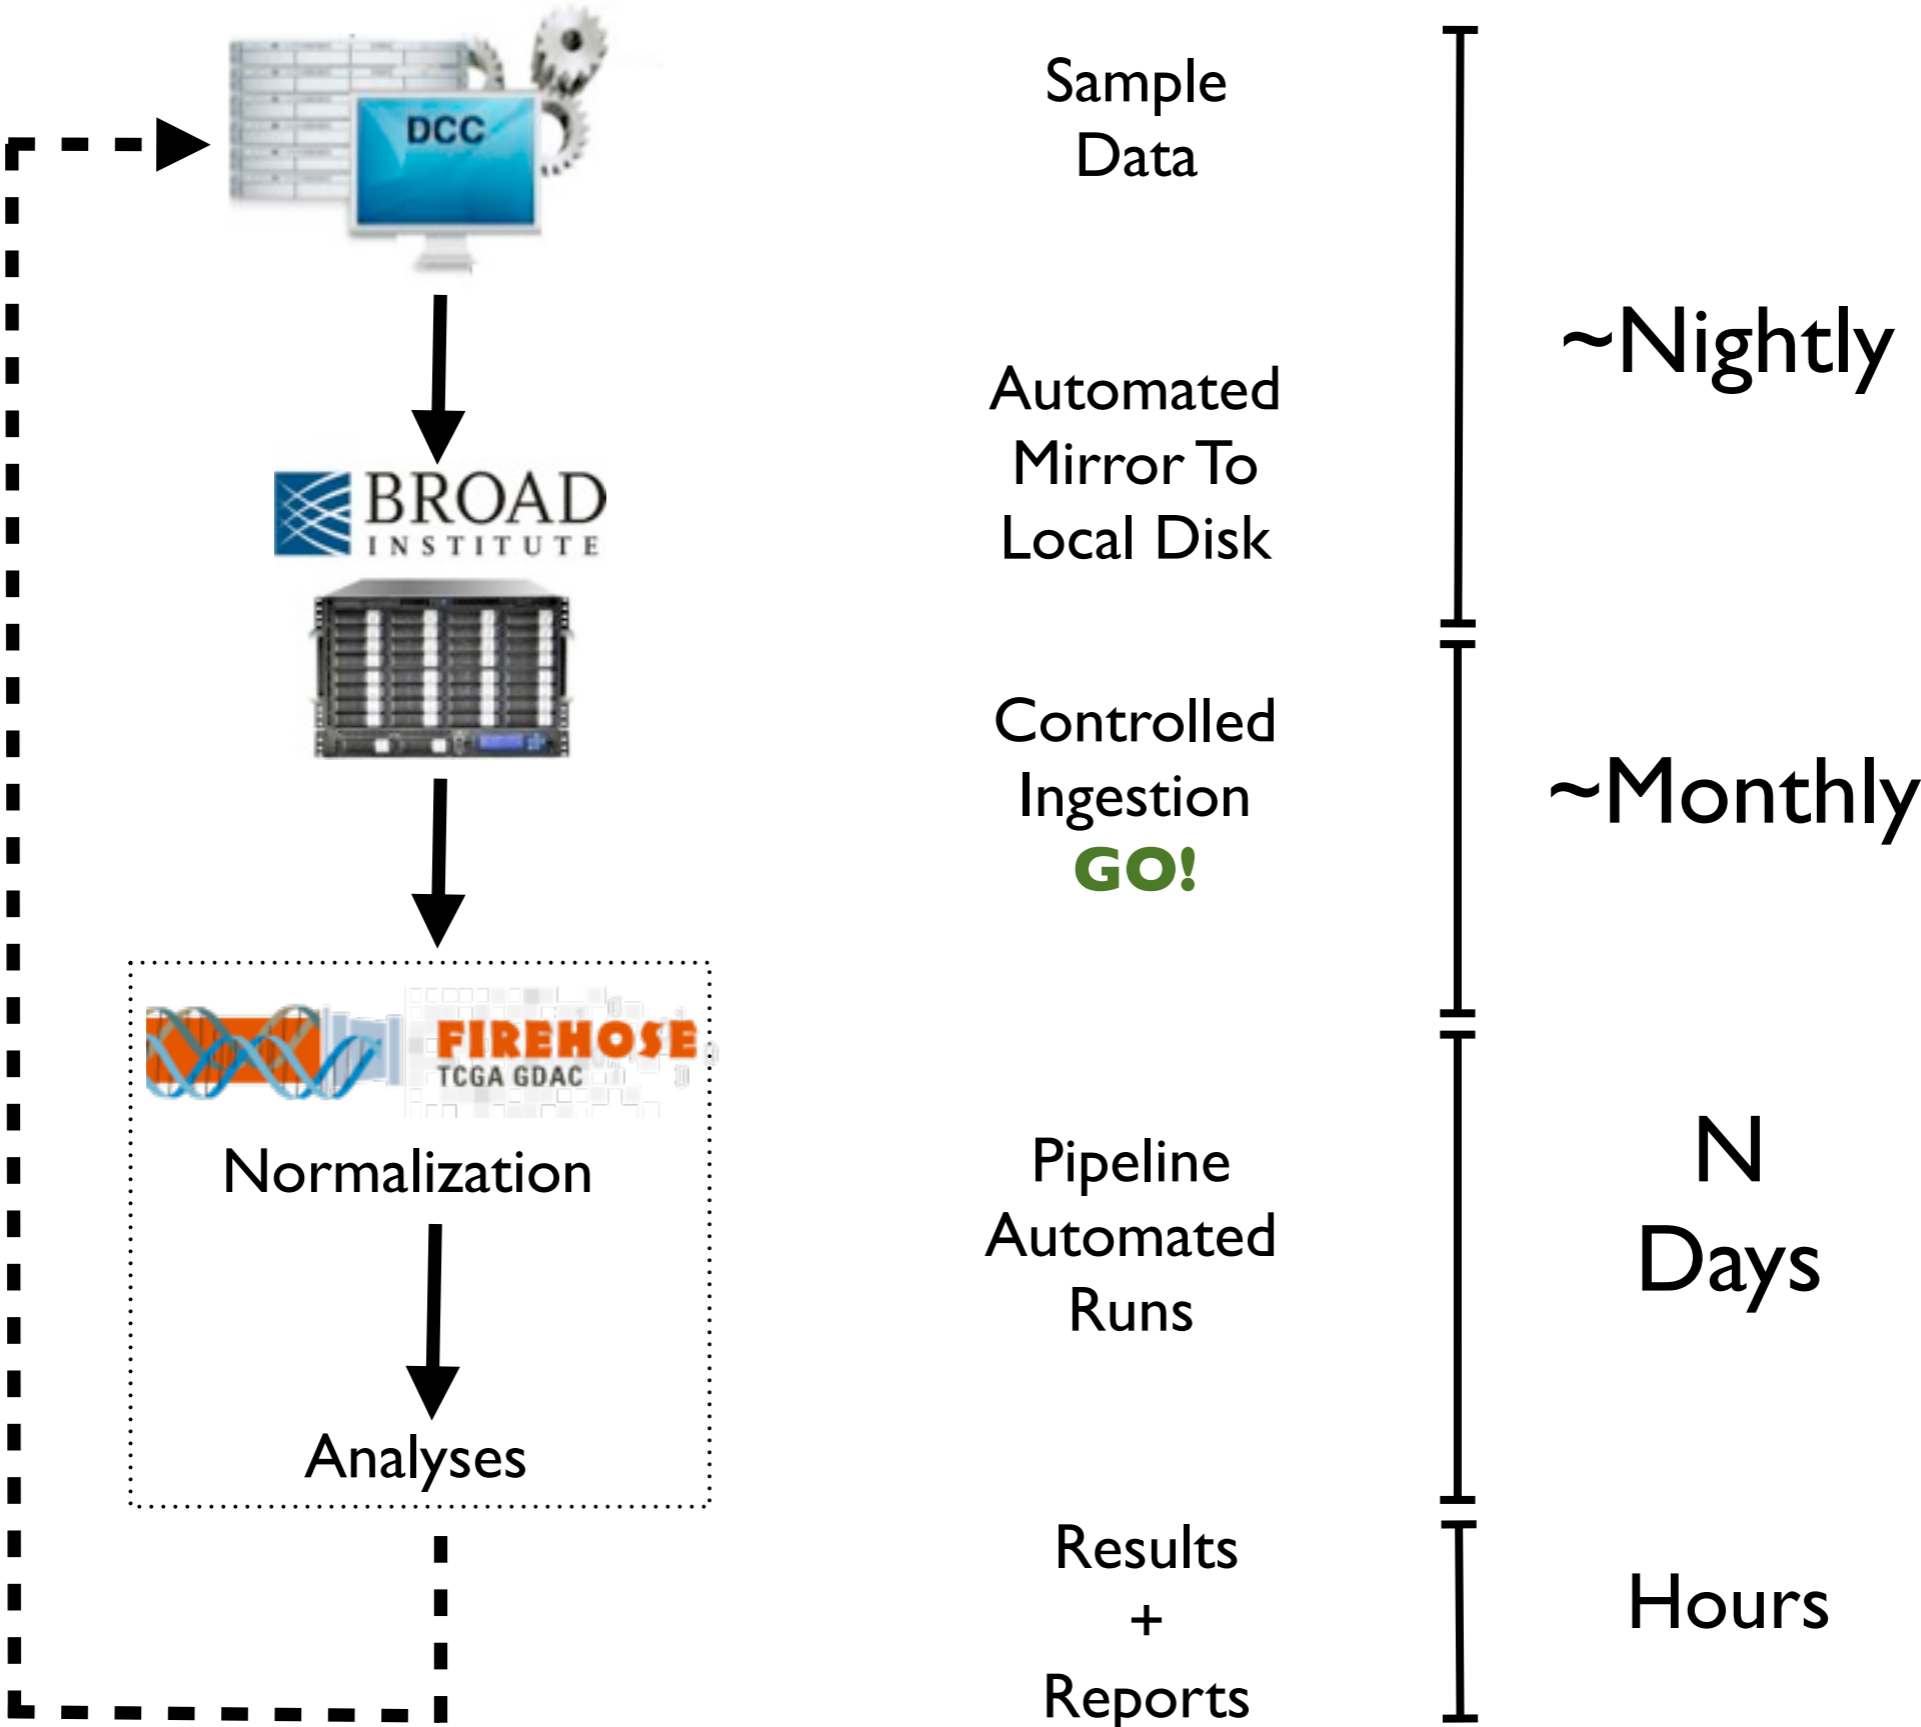 DCC
Sample
Data
~Nightly
Automated
Mirror To
Local Disk
BROAD
INSTITUTE
Controlled
Ingestion
GO!
~Monthly
FIREHOSE
TCGA GDAC
Normalization
Analyses
Pipeline
Automated
Runs
N
Days
Results
+
Reports
Hours